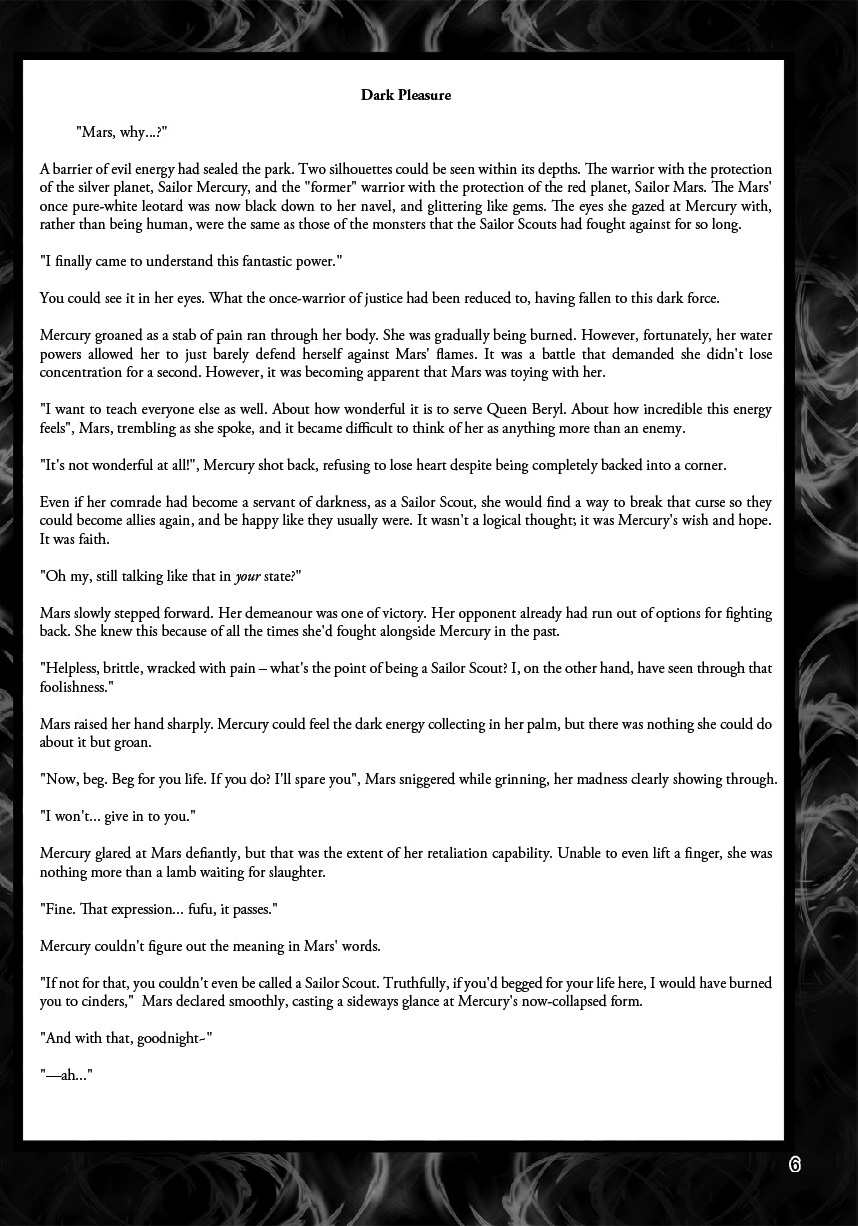 Dark Pleasure
"Mars, why...?"
A barrier of evil energy had sealed the park. Two silhouettes could be seen within its depths. The warrior with the protection
of the silver planet, Sailor Mercury, and the "former" warrior with the protection of the red planet, Sailor Mars. The Mars'
once pure-white leotard was now black down to her navel, and glittering like gems. The eyes she gazed at Mercury with,
rather than being human, were the same as those of the monsters that the Sailor Scouts had fought against for so long.
"I finally came to understand this fantastic power."
You could see it in her eyes. What the once-warrior of justice had been reduced to, having fallen to this dark force.
Mercury groaned as a stab of pain ran through her body. She was gradually being burned. However, fortunately, her water
powers allowed her to just barely defend herself against Mars' flames. It was a battle that demanded she didn't lose
concentration for a second. However, it was becoming apparent that Mars was toying with her.
"I want to teach everyone else as well. About how wonderful it is to serve Queen Beryl. About how incredible this energy
feels", Mars, trembling as she spoke, and it became difficult to think of her as anything more than an enemy.
"It's not wonderful at all!", Mercury shot back, refusing to lose heart despite being completely backed into a corner.
Even if her comrade had become a servant of darkness, as a Sailor Scout, she would find a way to break that curse so they
could become allies again, and be happy like they usually were. It wasn't a logical thought; it was Mercury's wish and hope.
It was faith.
"Oh my, still talking like that in your state?"
Mars slowly stepped forward. Her demeanour was one of victory. Her opponent already had run out of options for fighting
back. She knew this because of all the times she'd fought alongside Mercury in the past.
"Helpless, brittle, wracked with pain – what's the point of being a Sailor Scout? I, on the other hand, have seen through that
foolishness."
Mars raised her hand sharply. Mercury could feel the dark energy collecting in her palm, but there was nothing she could do
about it but groan.
"Now, beg. Beg for you life. If you do? I'll spare you", Mars sniggered while grinning, her madness clearly showing through.
"I won't... give in to you."
Mercury glared at Mars defiantly, but that was the extent of her retaliation capability. Unable to even lift a finger, she was
nothing more than a lamb waiting for slaughter.
"Fine. That expression... fufu, it passes."
Mercury couldn't figure out the meaning in Mars' words.
"If not for that, you couldn't even be called a Sailor Scout. Truthfully, if you'd begged for your life here, I would have burned
you to cinders,"  Mars declared smoothly, casting a sideways glance at Mercury's now-collapsed form.
"And with that, goodnight~"
"—ah..."
6